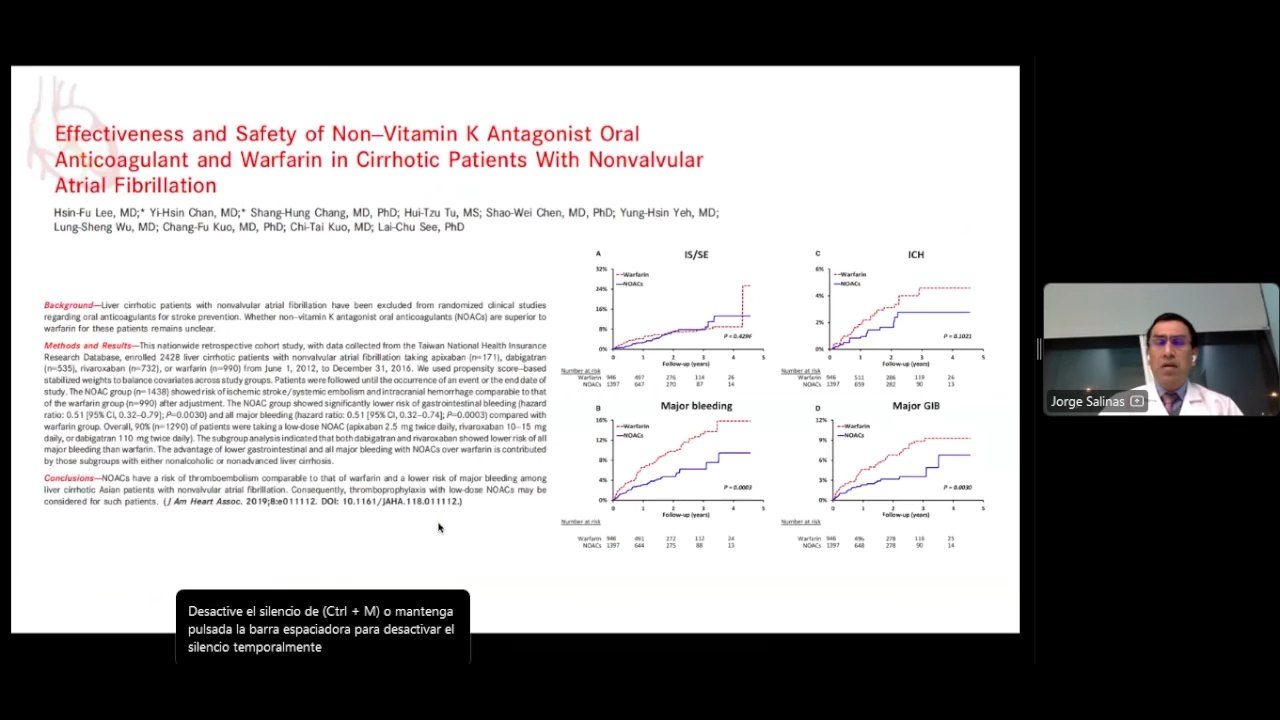 Effectiveness and Safety of Non–Vitamin K Antagonist Oral
Anticoagulant and Warfarin in Cirrhotic Patients With Nonvalvular
Atrial Fibrillation
Hsin-Fu Lee, MD;* Yi-Hsin Chan, MD;* Shang-Hung Chang, MD, PhD; Hui-Tzu Tu, MS; Shao-Wei Chen, MD, PhD; Yung-Hsin Yeh, MD;
Lung-Sheng Wu, MD; Chang-Fu Kuo, MD, PhD; Chi-Tai Kuo, MD; Lai-Chu See, PhD
Background—Liver cirrhotic patients with nonvalvular atrial fibrillation have been excluded from randomized clinical studies
regarding oral anticoagulants for stroke prevention. Whether non–vitamin K antagonist oral anticoagulants (NOACs) are superior to
warfarin for these patients remains unclear.
Methods and Results—This nationwide retrospective cohort study, with data collected from the Taiwan National Health Insurance
Research Database, enrolled 2428 liver cirrhotic patients with nonvalvular atrial fibrillation taking apixaban (n=171), dabigatran
(n=535), rivaroxaban (n=732), or warfarin (n=990) from June 1, 2012, to December 31, 2016. We used propensity score–based
stabilized weights to balance covariates across study groups. Patients were followed until the occurrence of an event or the end date of
study. The NOAC group (n=1438) showed risk of ischemic stroke/systemic embolism and intracranial hemorrhage comparable to that
of the warfarin group (n=990) after adjustment. The NOAC group showed significantly lower risk of gastrointestinal bleeding (hazard
ratio: 0.51 [95% CI, 0.32–0.79]; P=0.0030) and all major bleeding (hazard ratio: 0.51 [95% CI, 0.32–0.74]; P=0.0003) compared with
warfarin group. Overall, 90% (n=1290) of patients were taking a low-dose NOAC (apixaban 2.5 mg twice daily, rivaroxaban 10–15 mg
daily, or dabigatran 110 mg twice daily). The subgroup analysis indicated that both dabigatran and rivaroxaban showed lower risk of all
major bleeding than warfarin. The advantage of lower gastrointestinal and all major bleeding with NOACs over warfarin is contributed
by those subgroups with either nonalcoholic or nonadvanced liver cirrhosis.
Conclusions—NOACs have a risk of thromboembolism comparable to that of warfarin and a lower risk of major bleeding among
liver cirrhotic Asian patients with nonvalvular atrial fibrillation. Consequently, thromboprophylaxis with low-dose NOACs may be
considered for such patients. (J Am Heart Assoc. 2019;8:e011112. DOI: 10.1161/JAHA.118.011112.)
A
IS/SE
32%
24%
16%
8%
0%
Warfarin
NOACs
P = 0.4299
0 1 2 3 4 5
Follow-up (years)
Number at risk
Warfarin 946 497 276 114 26
NOACs 1397 647 270 87 14
C
ICH
6%
4%
2%
0%
Warfarin
NOACs
P = 0.1021
0 1 2 3 4 5
Follow-up (years)
Number at risk
Warfarin 946 511 286 119 26
NOACs 1397 659 282 90 15
B
Major bleeding
16%
12%
8%
4%
0%
Warfarin
NOACs
P = 0.0003
0 1 2 3 4 5
Follow-up (years)
Number at risk
Warfarin 946 491 272 112 24
NOACs 1397 644 275 88 13
D
Major GIB
12%
9%
6%
3%
0%
Warfarin
NOACs
P = 0.0030
0 1 2 3 4 5
Follow-up (years)
Number at risk
Warfarin 946 278 116 25
NOACs 1397 648 278 90 14
Jorge Salinas
Desactive el silencio de (Ctrl + M) o mantenga
pulsada la barra espaciadora para desactivar el
silencio temporalmente